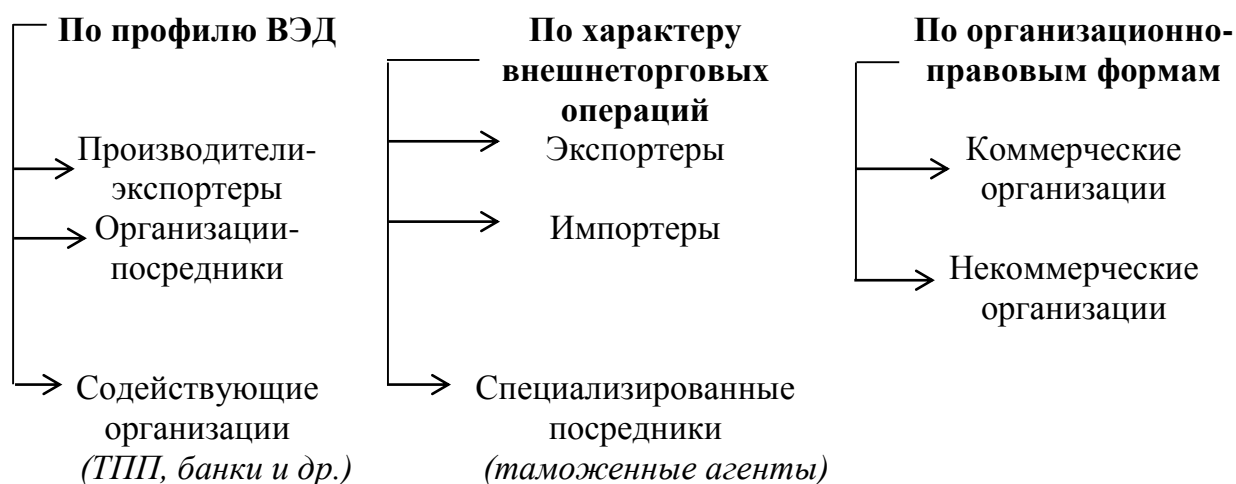 По профилю ВЭД
Производители-
экспортеры
Организации-
посредники
Содействующие
организации
(ТПП, банки и др.)
По характеру
внешнеторговых
операций
Экспортеры
Импортеры
Специализированные
посредники
(таможенные агенты)
По организационно-
правовым формам
Коммерческие
организации
Некоммерческие
организации